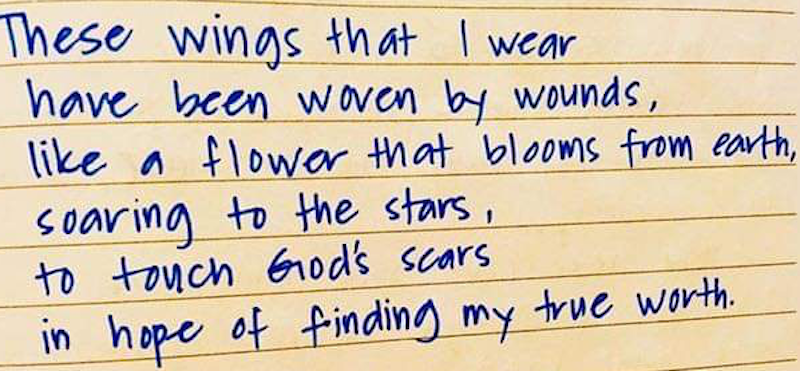 These wings that I wear
have been woven by wounds,
like a flower that blooms from earth,
soaring to the stars,
to touch God's scars
in hope of finding my true worth.